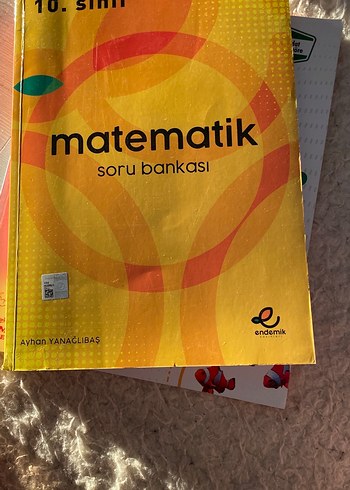 10. sınıf
matematik
soru bankası
endemik
Ayhan YANAĞLIBAŞ